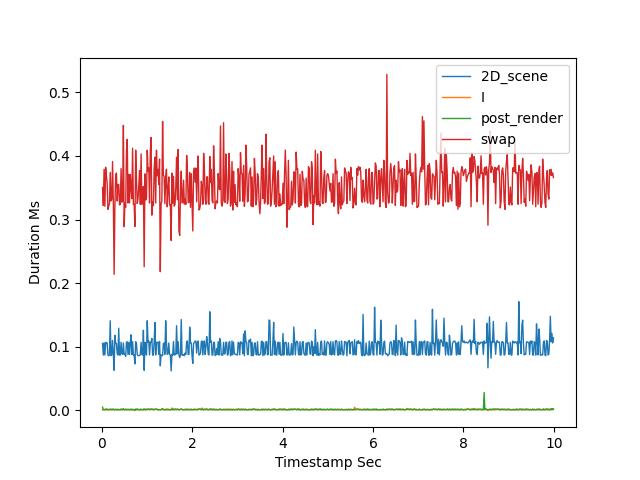 2D_scene
I
post_render
swap
0.5
0.4
0.3
0.2
0.1
0.0
Duration Ms
0 2 4 6 8 10
Timestamp Sec